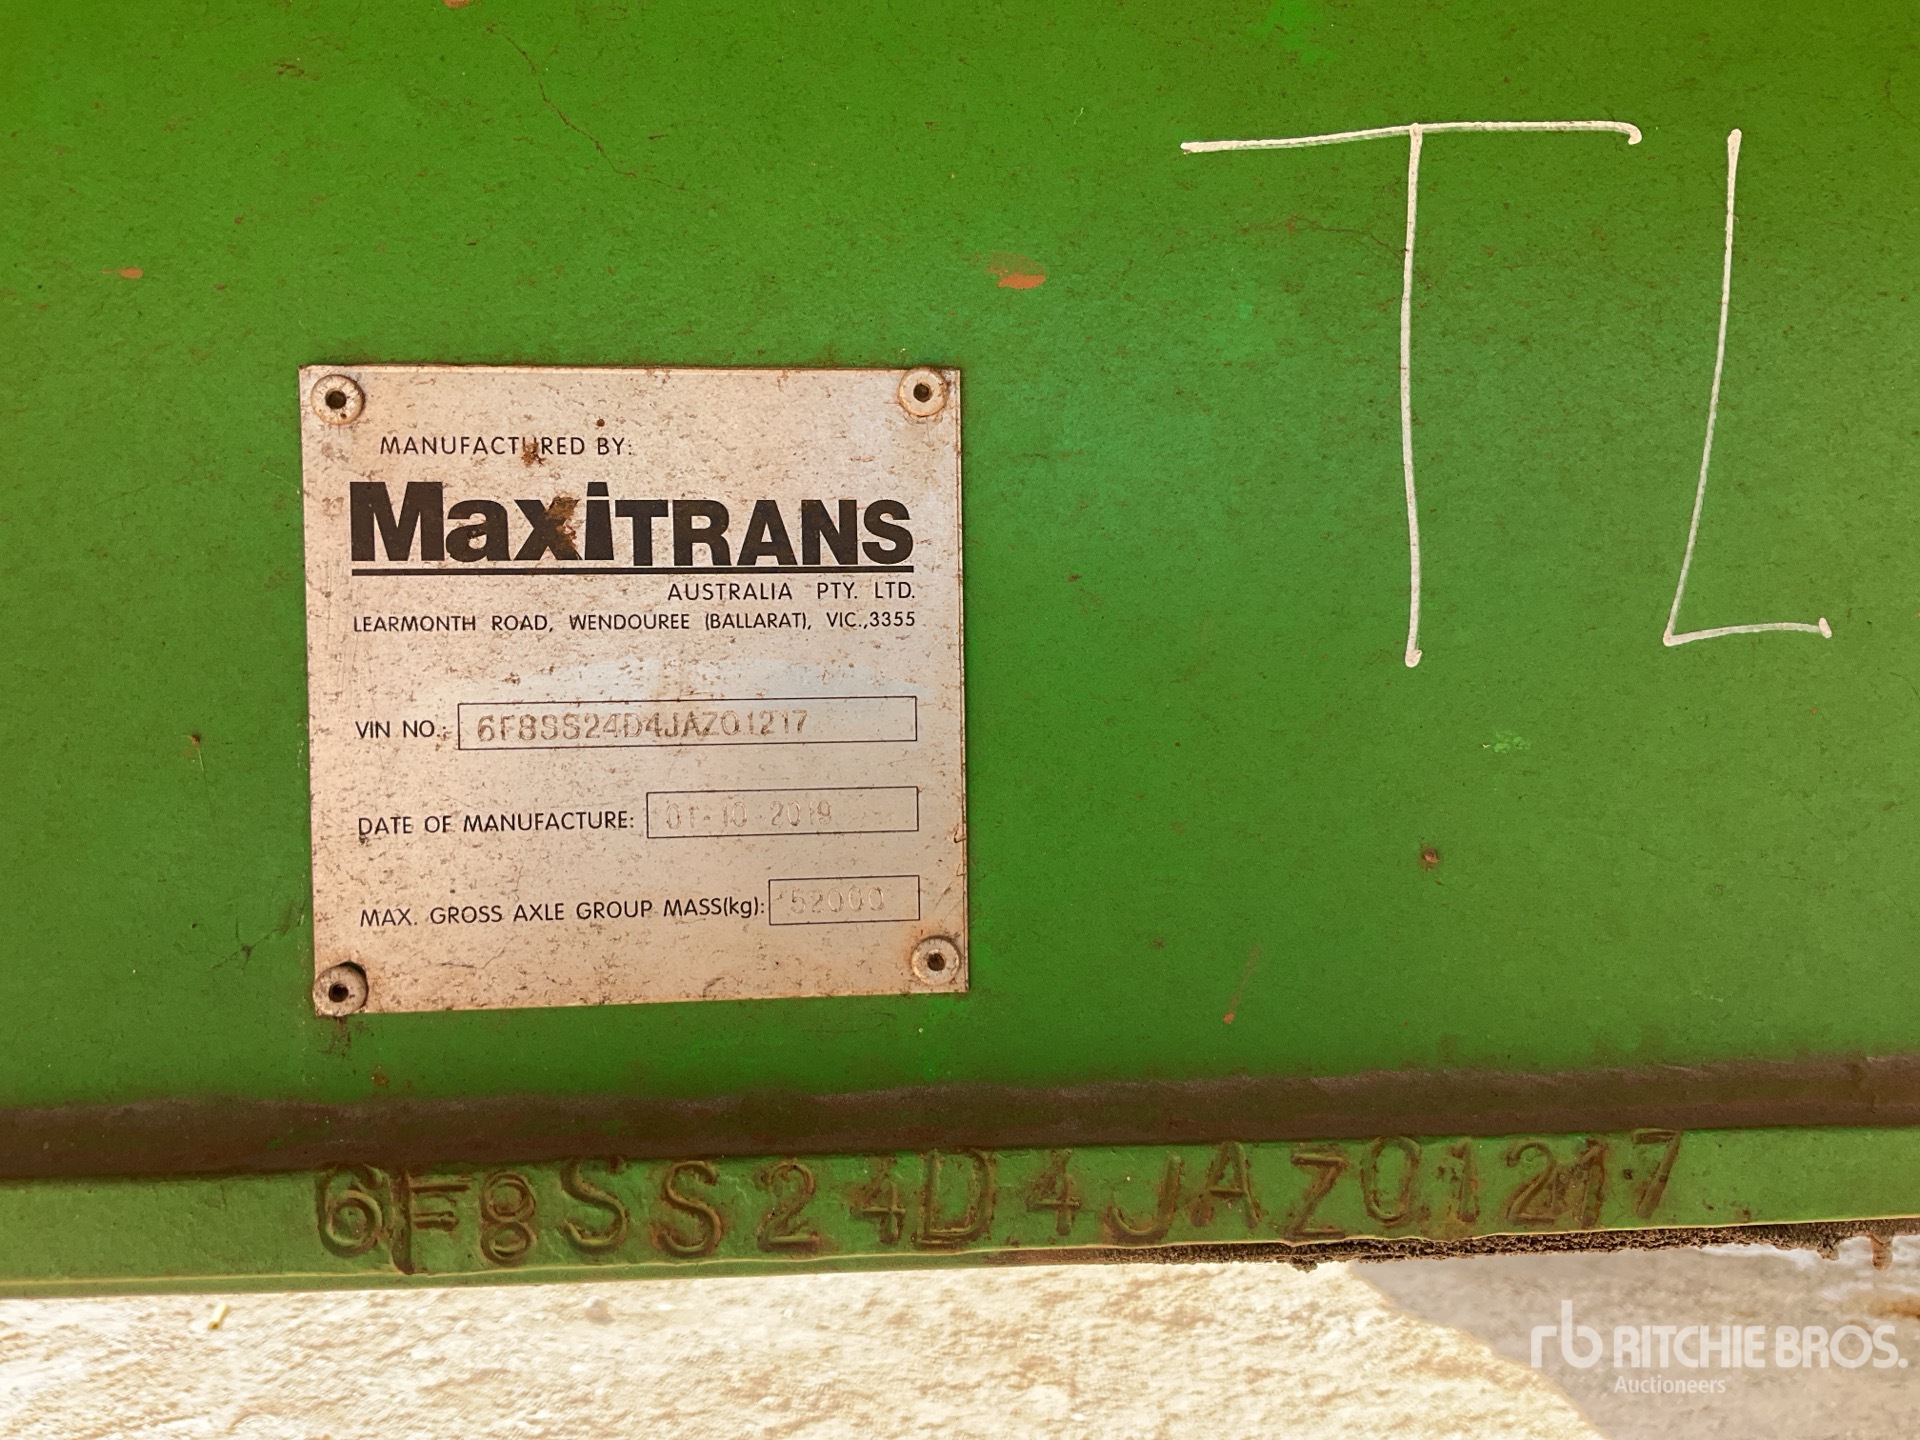 TL
MANUFACTURED BY:
MaxiTRANS
AUSTRALIA PTY. LTD.
LEARMONTH ROAD, WENDOUREE (BALLARAT), VIC.,3355
VIN NO.: 6F8SS24D4JAZ01217
DATE OF MANUFACTURE: 01-10-2019
MAX. GROSS AXLE GROUP MASS(kg): 52000
6F8SS24D4JAZ01217
rb RITCHIE BROS.
Auctioneers